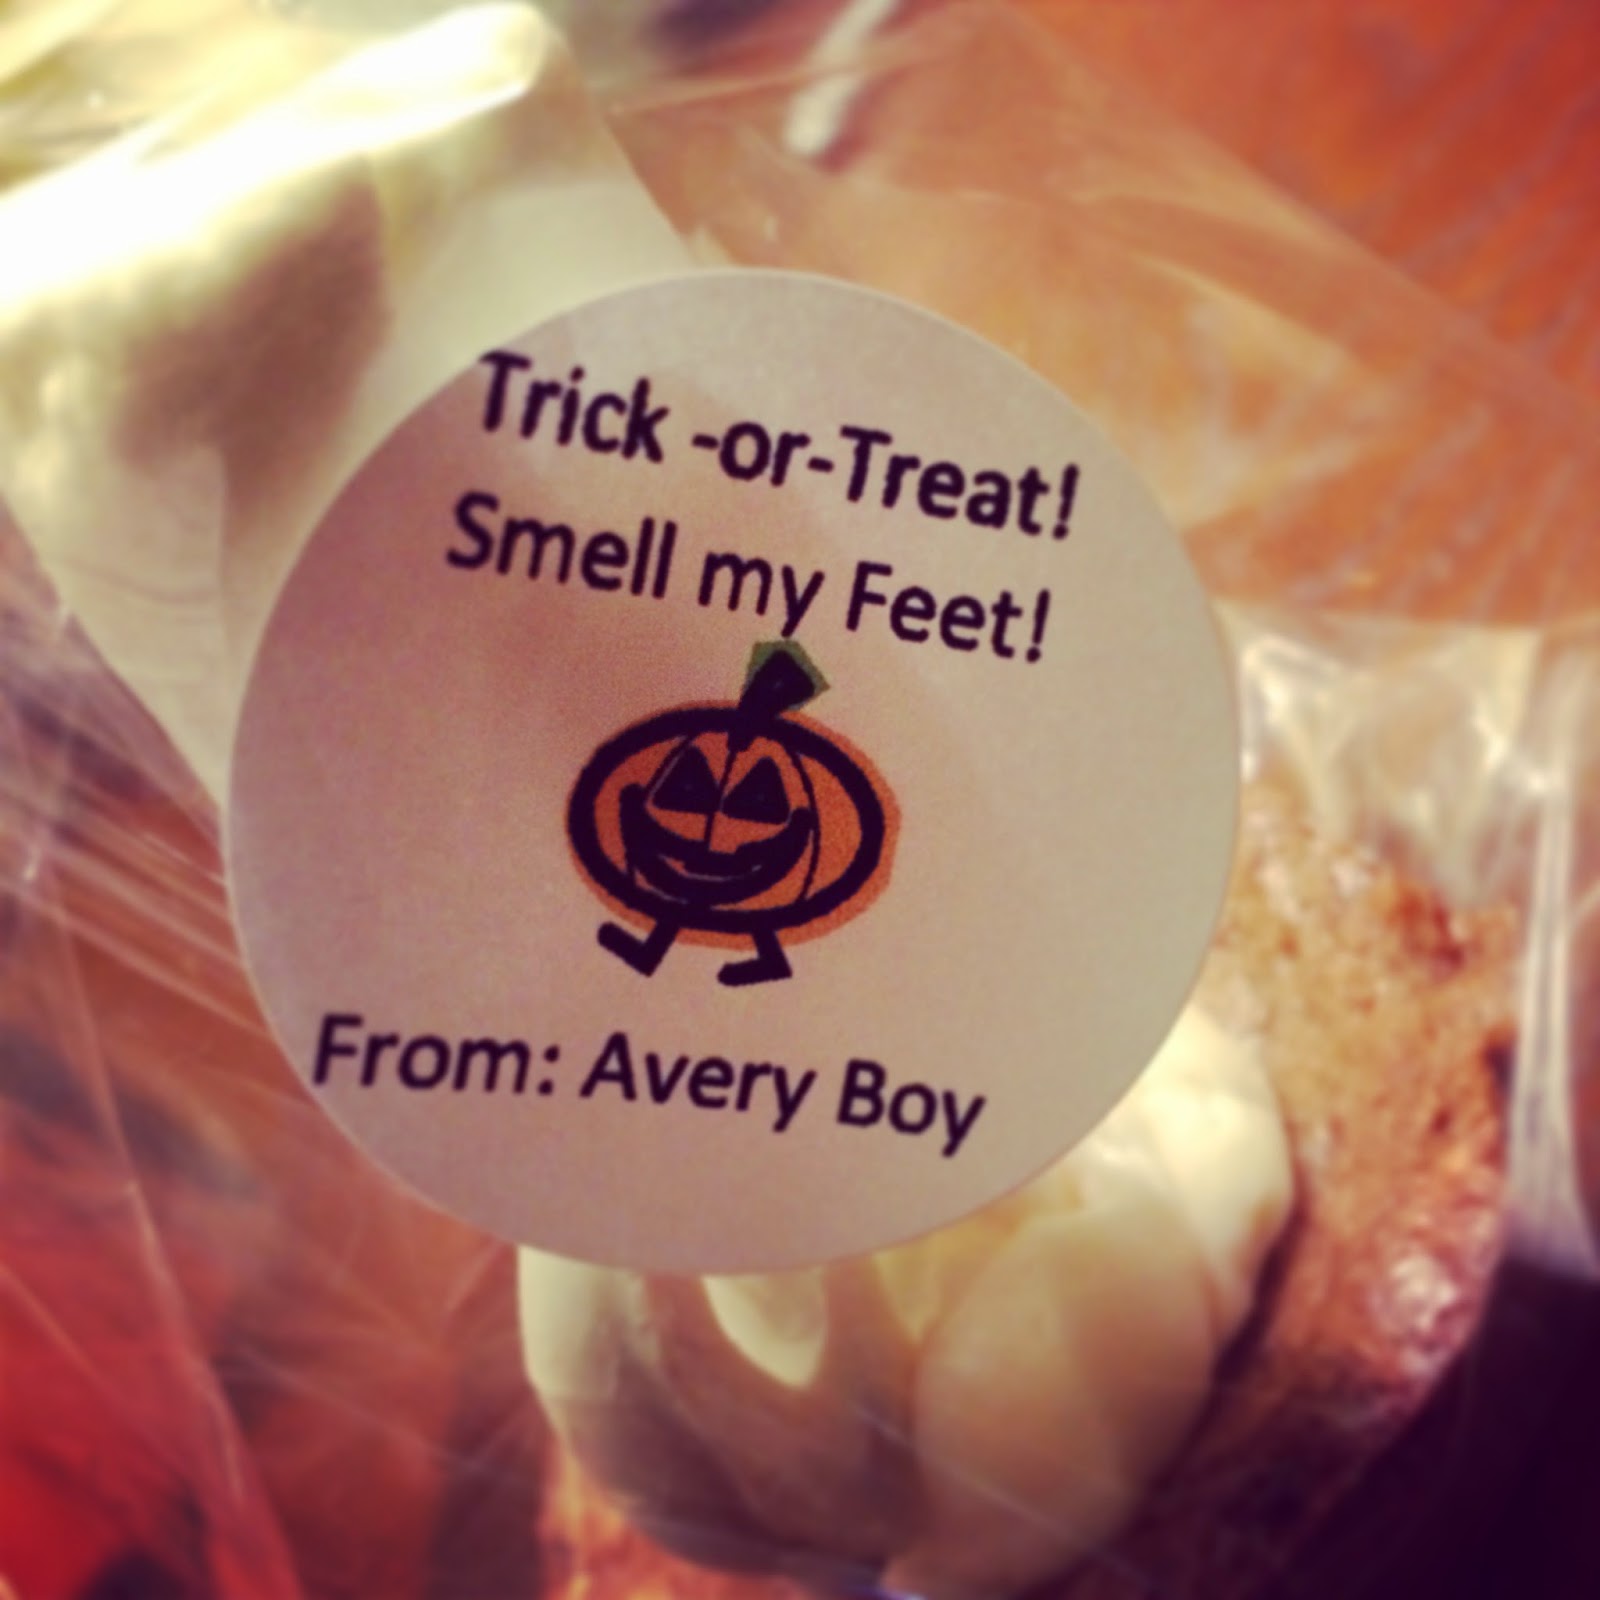 Trick -or-Treat!
Smell my Feet!
From: Avery Boy